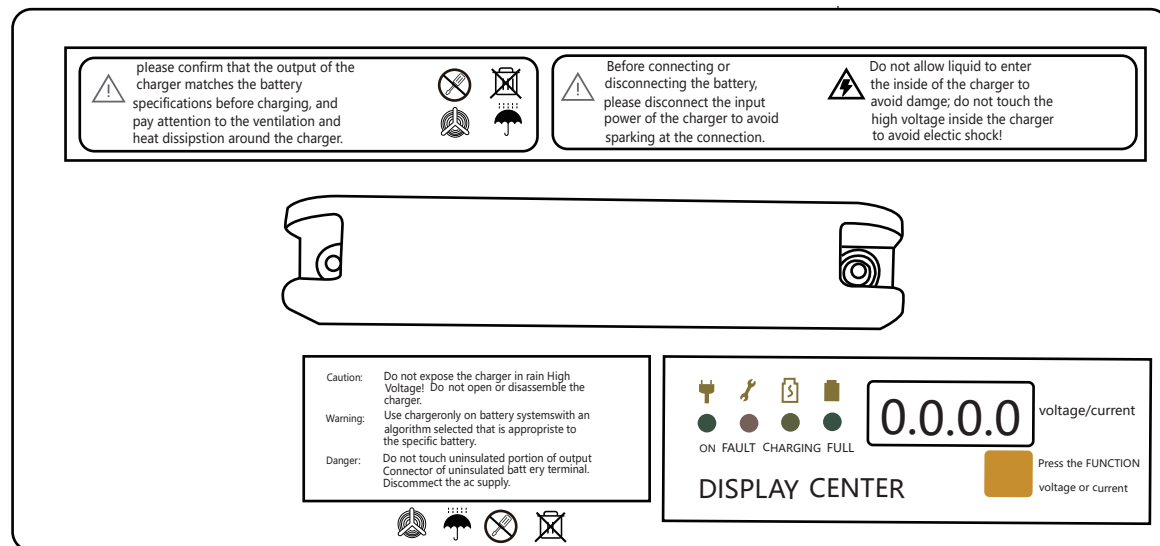 please confirm that the output of the
charger matches the battery
specifications before charging, and
pay attention to the ventilation and
heat dissipstion around the charger.
Before connecting or
disconnecting the battery,
please disconnect the input
power of the charger to avoid
sparking at the connection.
Do not allow liquid to enter
the inside of the charger to
avoid damge; do not touch the
high voltage inside the charger
to avoid electic shock!
Caution: Do not expose the charger in rain High
Voltage! Do not open or disassemble the
charger.
Warning: Use chargeronly on battery systemswith an
algorithm selected that is appropriste to
the specific battery.
Danger: Do not touch uninsulated portion of output
Connector of uninsulated batt ery terminal.
Discommect the ac supply.
0.0.0.0 voltage/current
ON FAULT CHARGING FULL
Press the FUNCTION
voltage or current
DISPLAY CENTER